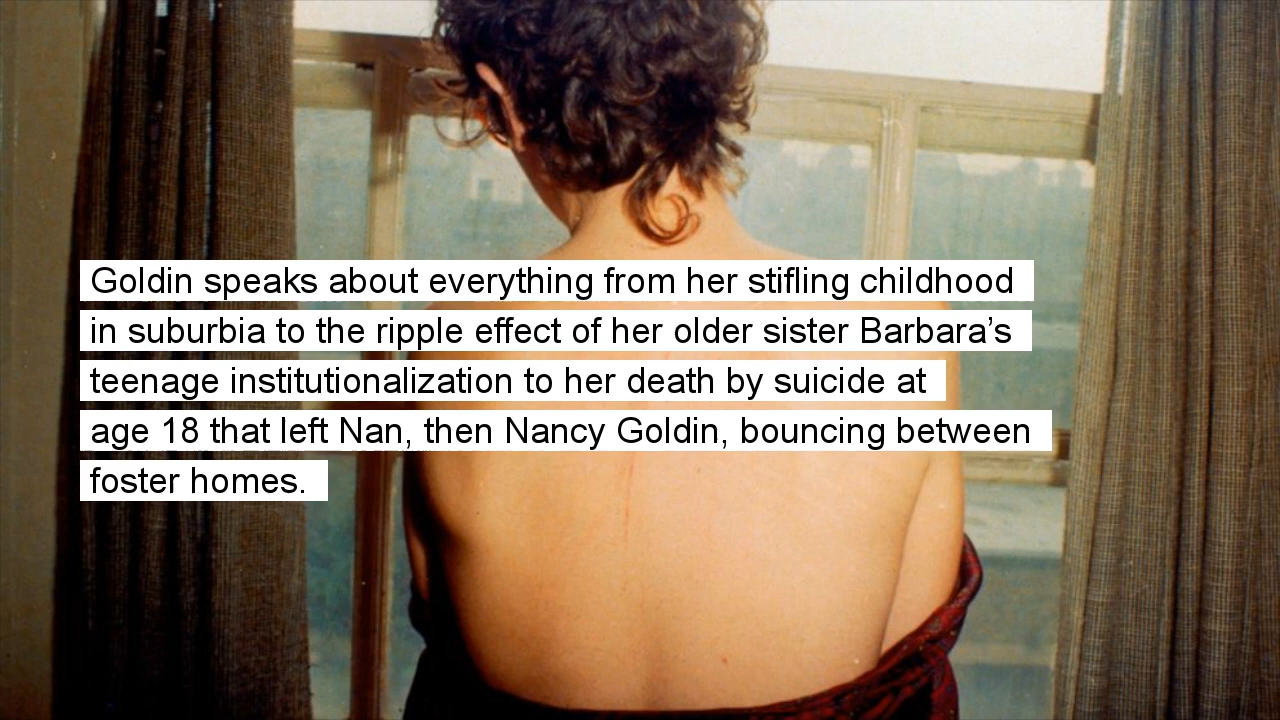 Goldin speaks about everything from her stifling childhood
in suburbia to the ripple effect of her older sister Barbara’s
teenage institutionalization to her death by suicide at
age 18 that left Nan, then Nancy Goldin, bouncing between
foster homes.